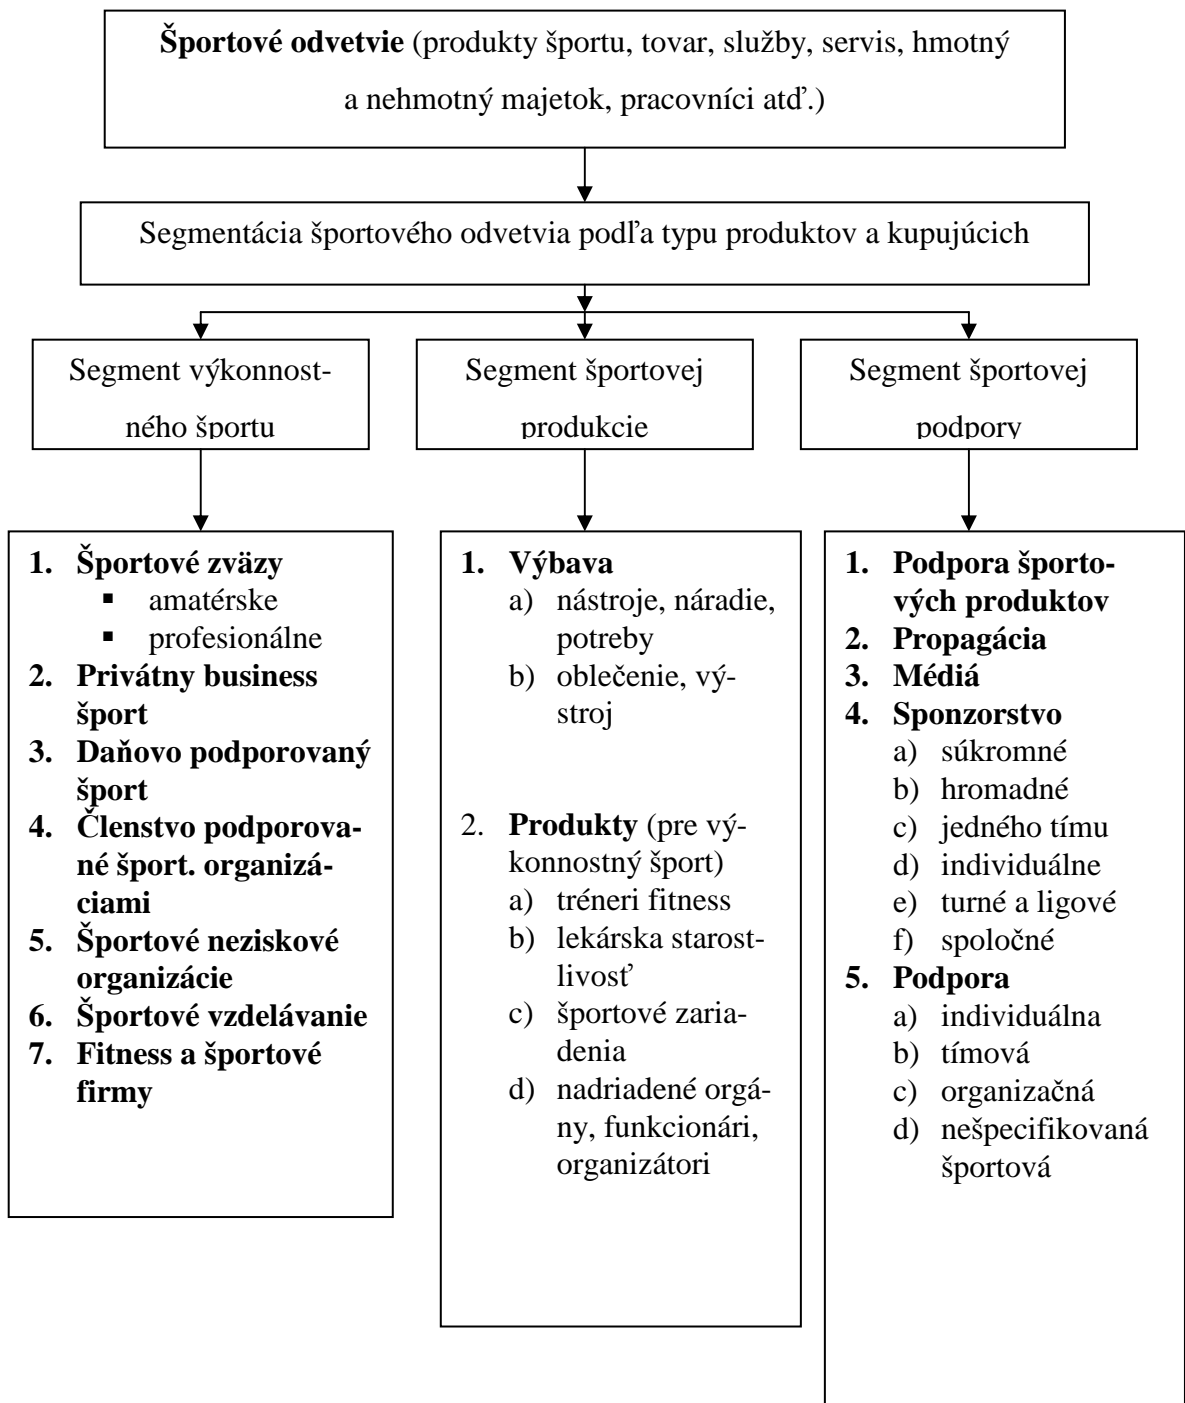 Športové odvetvie (produkty športu, tovar, služby, servis, hmotný
a nehmotný majetok, pracovníci atď.)
Segmentácia športového odvetvia podľa typu produktov a kupujúcich
Segment výkonnost-
ného športu
Segment športovej
produkcie
Segment športovej
podpory
1. Športové zväzy
▪ amatérske
▪ profesionálne
2. Privátny business
šport
3. Daňovo podporovaný
šport
4. Členstvo podporova-
né šport. organizá-
ciami
5. Športové neziskové
organizácie
6. Športové vzdelávanie
7. Fitness a športové
firmy
1. Výbava
a) nástroje, náradie,
potreby
b) oblečenie, vý-
stroj
2. Produkty (pre vý-
konnostný šport)
a) tréneri fitness
b) lekárska starost-
livosť
c) športové zaria-
denia
d) nadriadené orgá-
ny, funkcionári,
organizátori
1. Podpora športo-
vých produktov
2. Propagácia
3. Médiá
4. Sponzorstvo
a) súkromné
b) hromadné
c) jedného tímu
d) individuálne
e) turné a ligové
f) spoločné
5. Podpora
a) individuálna
b) tímová
c) organizačná
d) nešpecifikovaná
športová